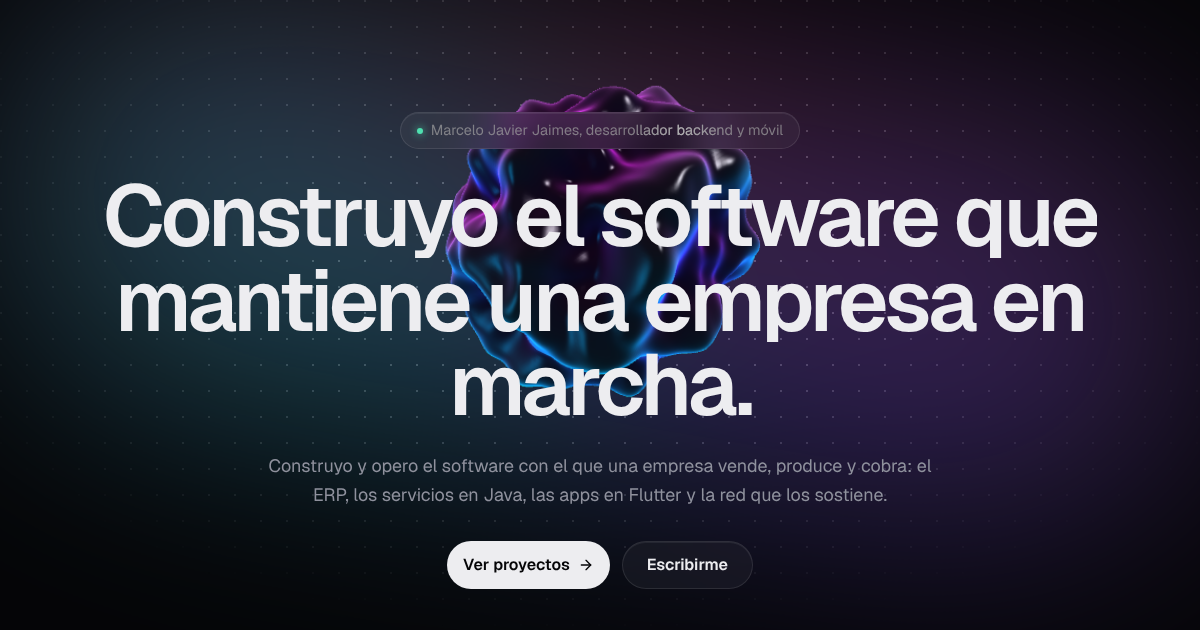 Marcelo Javier Jaimes, desarrollador backend y móvil
Construyo el software que
mantiene una empresa en
marcha.
Construyo y opero el software con el que una empresa vende, produce y cobra: el
ERP, los servicios en Java, las apps en Flutter y la red que los sostiene.
Ver proyectos →
Escribirme